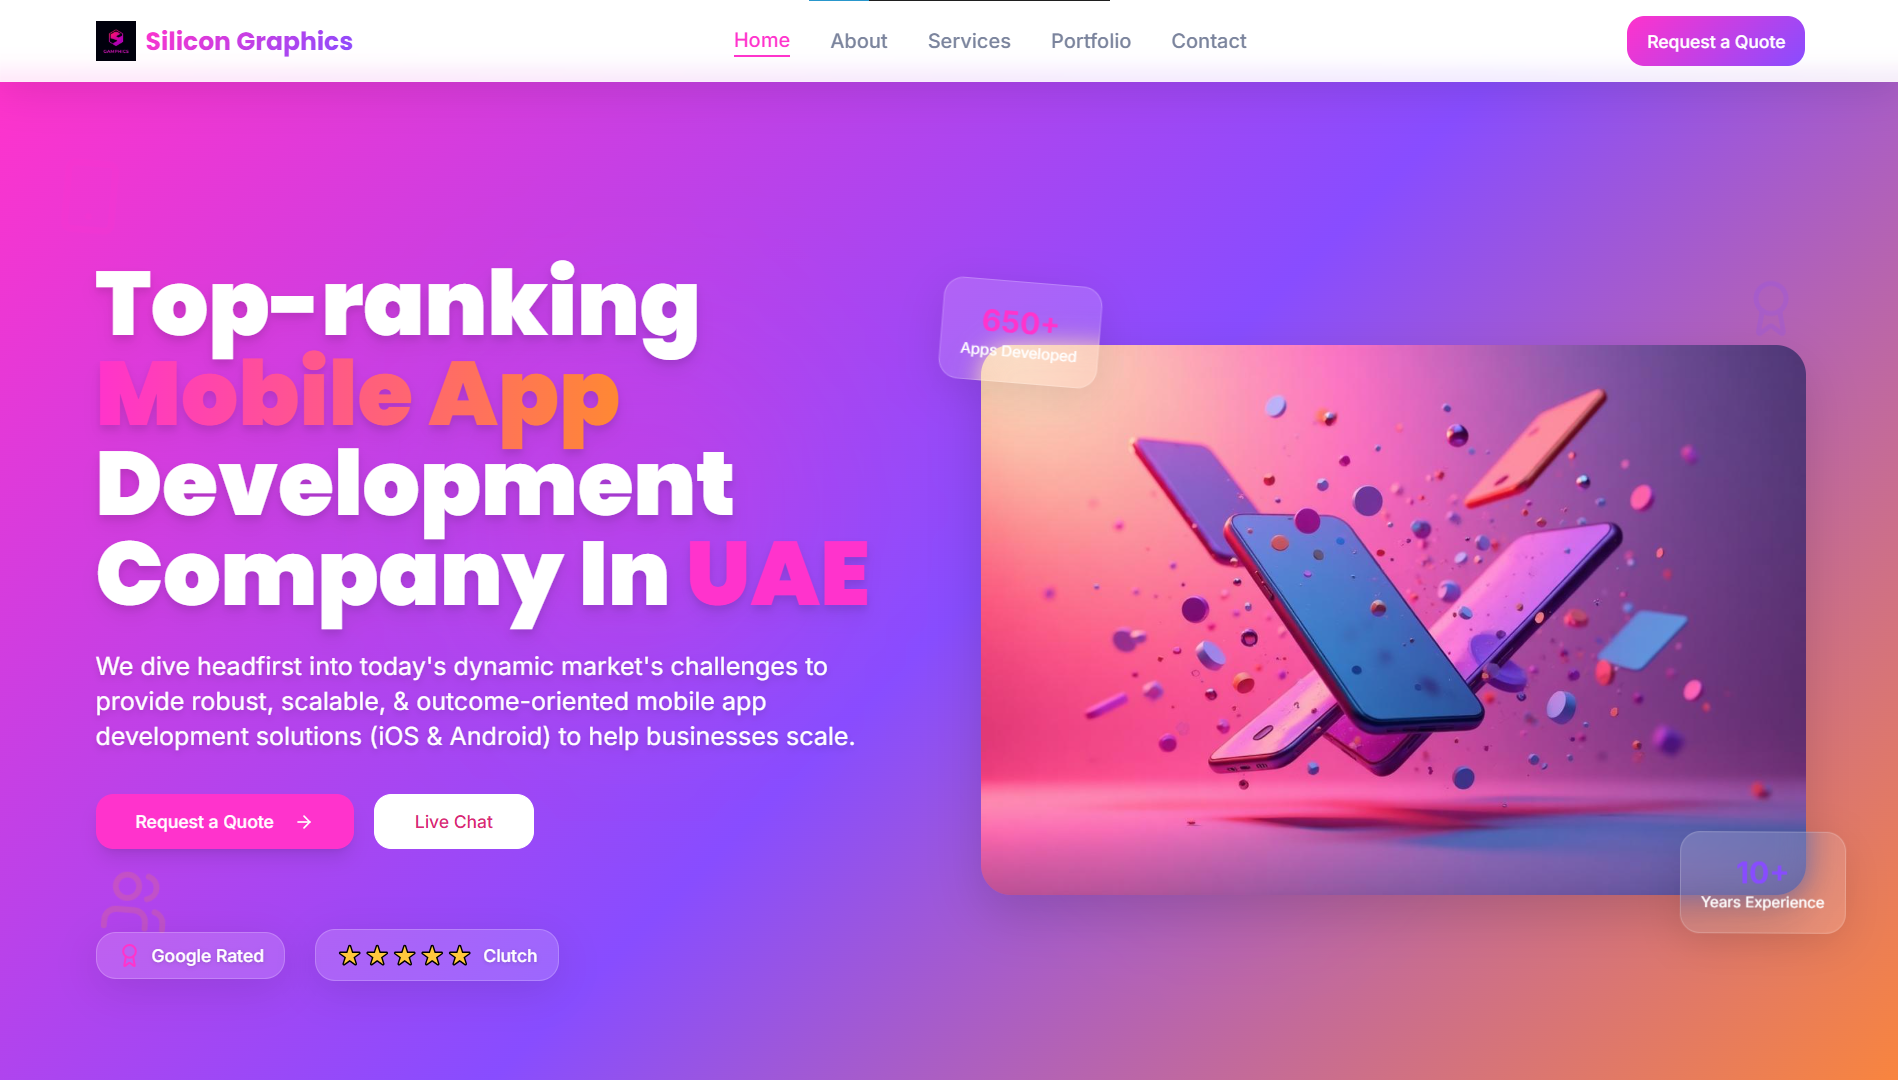 Silicon Graphics
Home
About
Services
Portfolio
Contact
Request a Quote
Top-ranking
Mobile App
Development
Company In UAE
We dive headfirst into today's dynamic market's challenges to
provide robust, scalable, & outcome-oriented mobile app
development solutions (iOS & Android) to help businesses scale.
Request a Quote
Live Chat
Google Rated
Clutch
650+
Apps Developed
10+
Years Experience